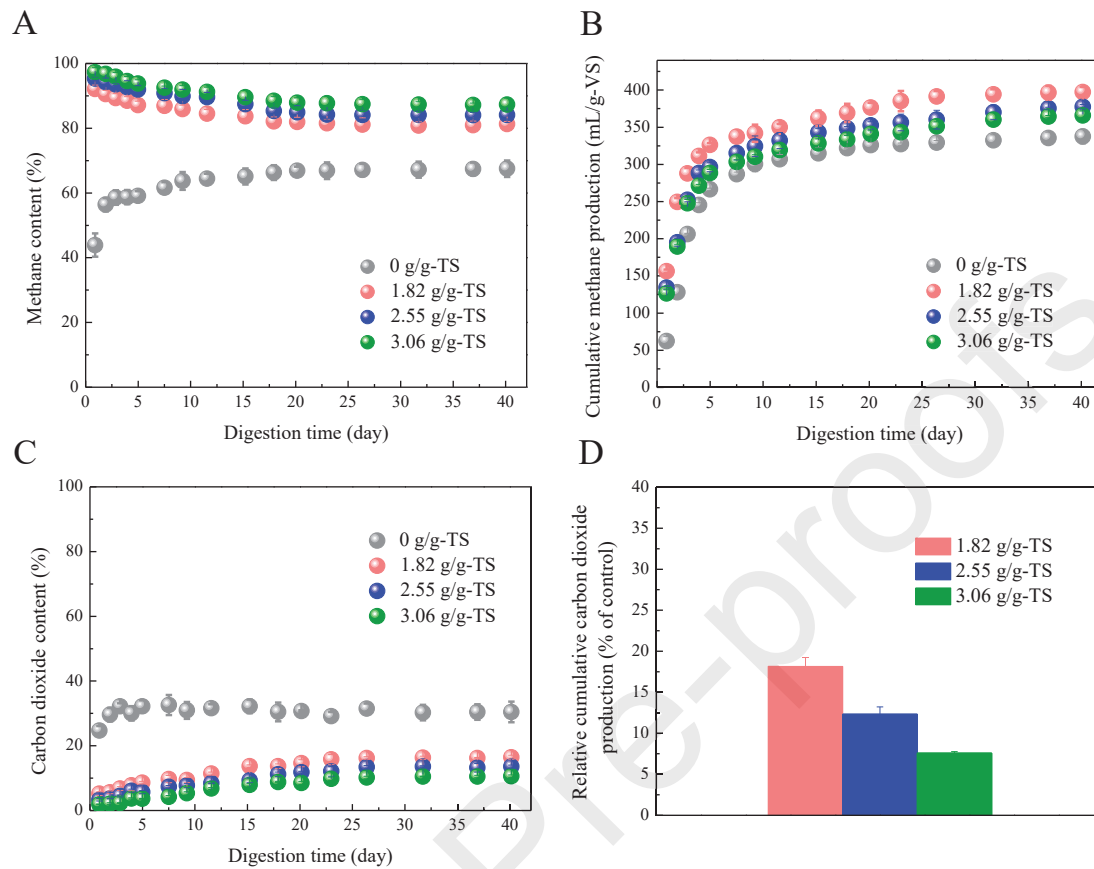 A
100
80
60
40
20
0
Methane content (%)
0 g/g-TS
1.82 g/g-TS
2.55 g/g-TS
3.06 g/g-TS
0 5 10 15 20 25 30 35 40
Digestion time (day)
B
400
350
300
250
200
150
100
50
0
Cumulative methane production (mL/g-VS)
0 g/g-TS
1.82 g/g-TS
2.55 g/g-TS
3.06 g/g-TS
0 5 10 15 20 25 30 35 40
Digestion time (day)
C
100
80
60
40
20
0
Carbon dioxide content (%)
0 g/g-TS
1.82 g/g-TS
2.55 g/g-TS
3.06 g/g-TS
0 5 10 15 20 25 30 35 40
Digestion time (day)
D
40
35
30
25
20
15
10
5
0
Relative cumulative carbon dioxide
production (% of control)
1.82 g/g-TS
2.55 g/g-TS
3.06 g/g-TS
Pre-proofs